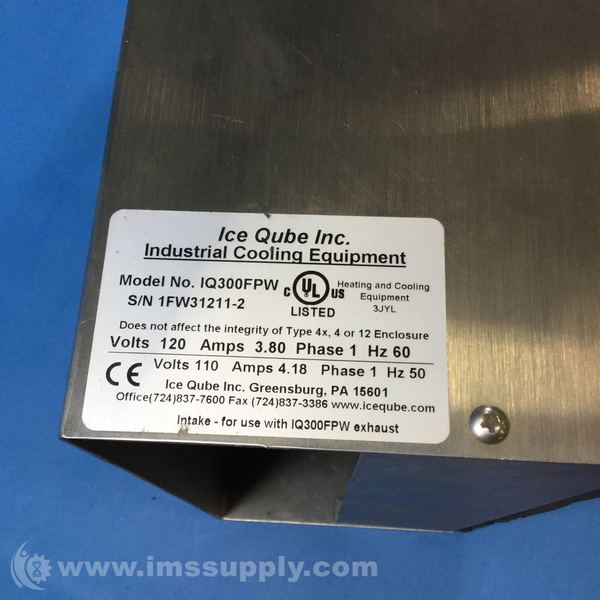 Ice Qube Inc.
Industrial Cooling Equipment
Model No. IQ300FPW
S/N 1FW31211-2
C UL US
LISTED
Heating and Cooling
Equipment
3JYL
Does not affect the integrity of Type 4x, 4 or 12 Enclosure
Volts 120 Amps 3.80 Phase 1 Hz 60
Volts 110 Amps 4.18 Phase 1 Hz 50
CE
Ice Qube Inc. Greensburg, PA 15601
Office(724)837-7600 Fax (724)837-3386 www.iceqube.com
Intake - for use with IQ300FPW exhaust
www.imssupply.com